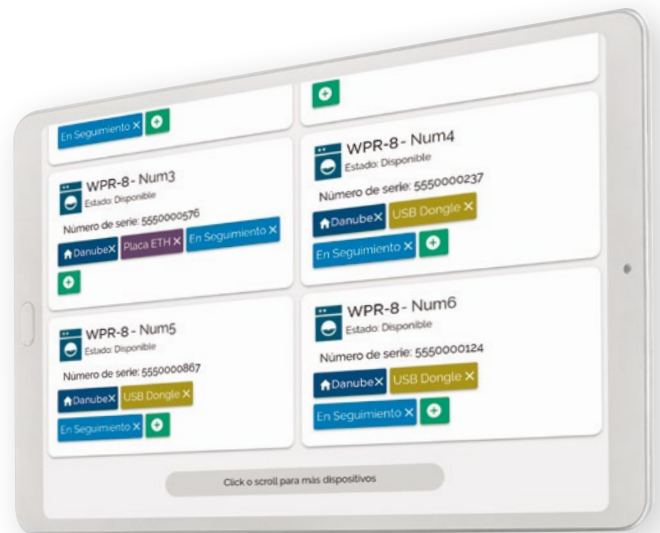 En Seguimiento ×
WPR-8 - Num3
Estado: Disponible
Número de serie: 5550000576
Danube× Placa ETH × En Seguimiento ×
WPR-8 - Num4
Estado: Disponible
Número de serie: 5550000237
Danube× USB Dongle ×
En Seguimiento ×
WPR-8 - Num5
Estado: Disponible
Número de serie: 5550000867
Danube× USB Dongle ×
En Seguimiento ×
WPR-8 - Num6
Estado: Disponible
Número de serie: 5550000124
Danube× USB Dongle ×
En Seguimiento ×
Click o scroll para más dispositivos